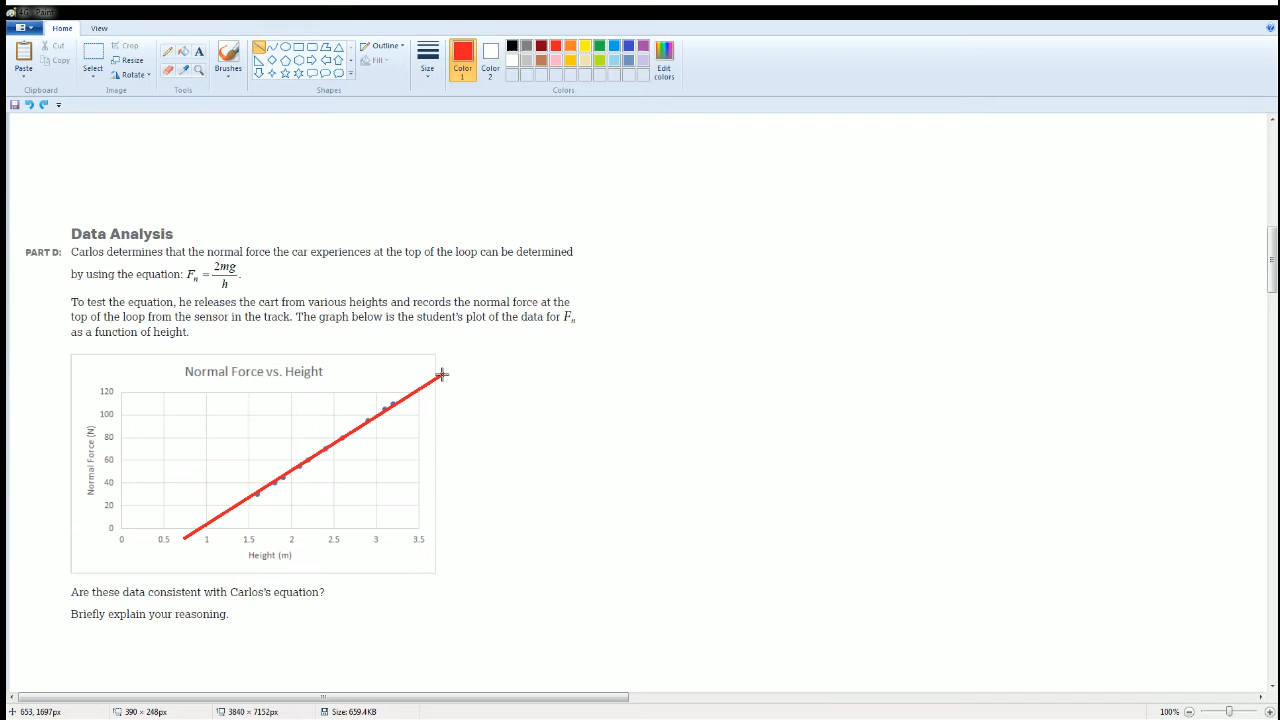 Home View
Cut
Copy
Paste
Clipboard
Select
Crop
Resize
Rotate
Image
Tools
Brushes
Shapes
Outline
Fill
Size
Color
1
Color
2
Edit
colors
Colors
Data Analysis
PART D: Carlos determines that the normal force the car experiences at the top of the loop can be determined
by using the equation: Fn = 2mg/h.
To test the equation, he releases the cart from various heights and records the normal force at the
top of the loop from the sensor in the track. The graph below is the student's plot of the data for Fn
as a function of height.
Normal Force vs. Height
120
100
80
60
40
20
0
Normal Force (N)
0 0.5 1 1.5 2 2.5 3 3.5
Height (m)
Are these data consistent with Carlos's equation?
Briefly explain your reasoning.
653, 1697px 390 × 248px 3840 × 7152px Size: 659.4KB 100%